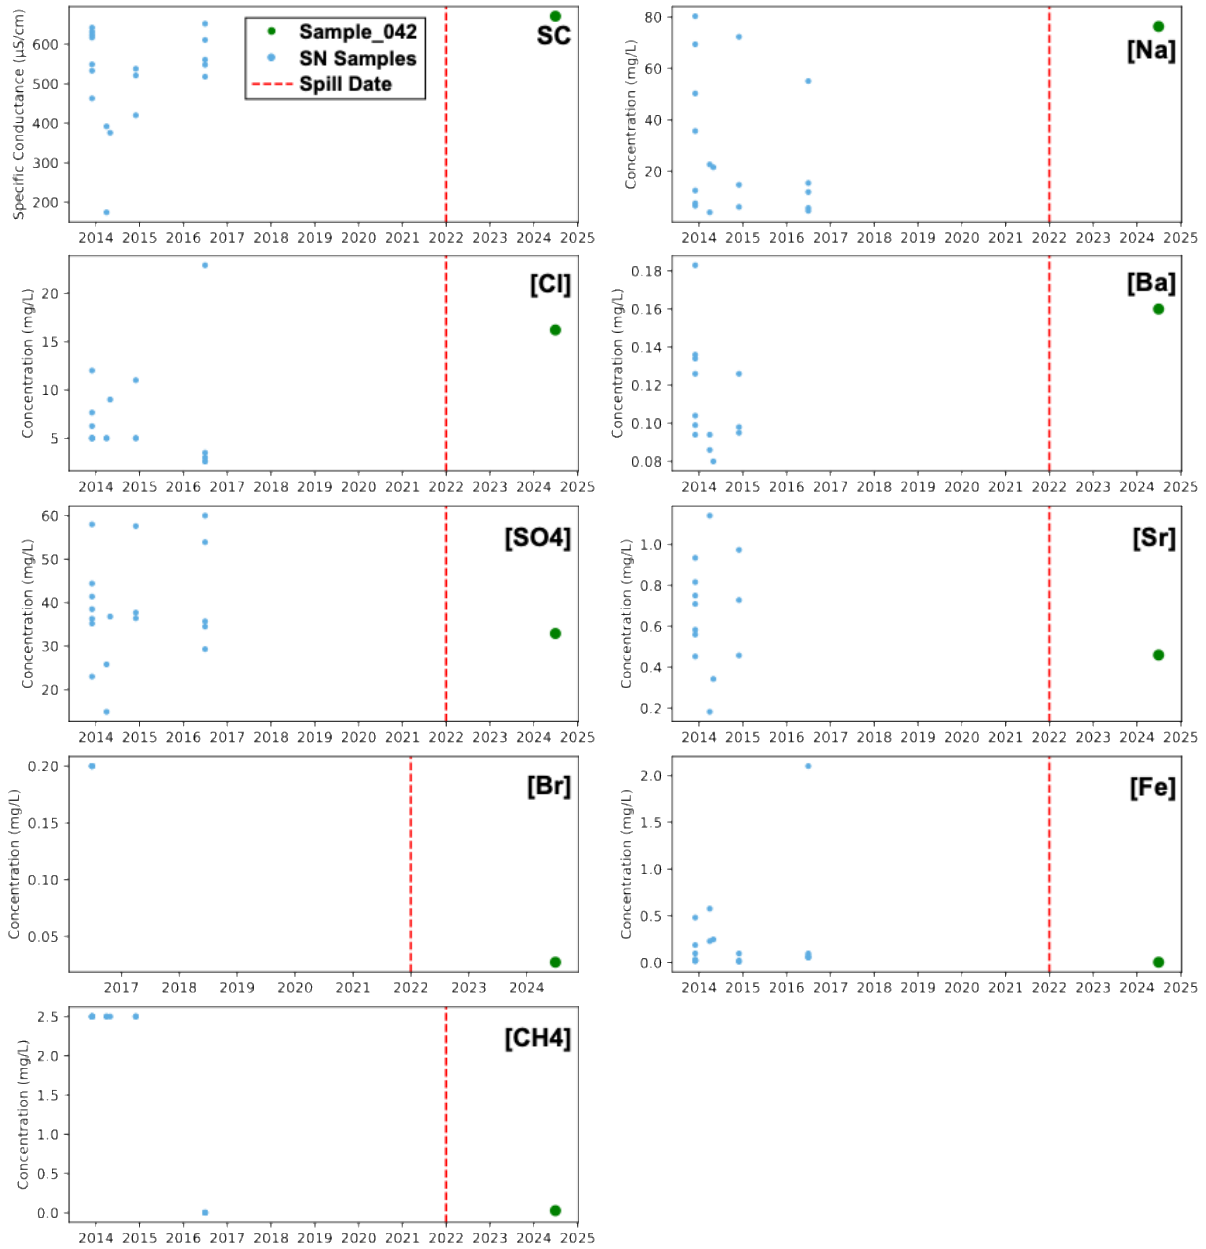 Specific Conductance (µS/cm)
600
500
400
300
200
Sample_042
SN Samples
Spill Date
SC
2014 2015 2016 2017 2018 2019 2020 2021 2022 2023 2024 2025
Concentration (mg/L)
80
60
40
20
[Na]
2014 2015 2016 2017 2018 2019 2020 2021 2022 2023 2024 2025
Concentration (mg/L)
20
15
10
5
[Cl]
2014 2015 2016 2017 2018 2019 2020 2021 2022 2023 2024 2025
Concentration (mg/L)
0.18
0.16
0.14
0.12
0.10
0.08
[Ba]
2014 2015 2016 2017 2018 2019 2020 2021 2022 2023 2024 2025
Concentration (mg/L)
60
50
40
30
20
[SO4]
2014 2015 2016 2017 2018 2019 2020 2021 2022 2023 2024 2025
Concentration (mg/L)
1.0
0.8
0.6
0.4
0.2
[Sr]
2014 2015 2016 2017 2018 2019 2020 2021 2022 2023 2024 2025
Concentration (mg/L)
0.20
0.15
0.10
0.05
[Br]
2017 2018 2019 2020 2021 2022 2023 2024
Concentration (mg/L)
2.0
1.5
1.0
0.5
0.0
[Fe]
2014 2015 2016 2017 2018 2019 2020 2021 2022 2023 2024 2025
Concentration (mg/L)
2.5
2.0
1.5
1.0
0.5
0.0
[CH4]
2014 2015 2016 2017 2018 2019 2020 2021 2022 2023 2024 2025